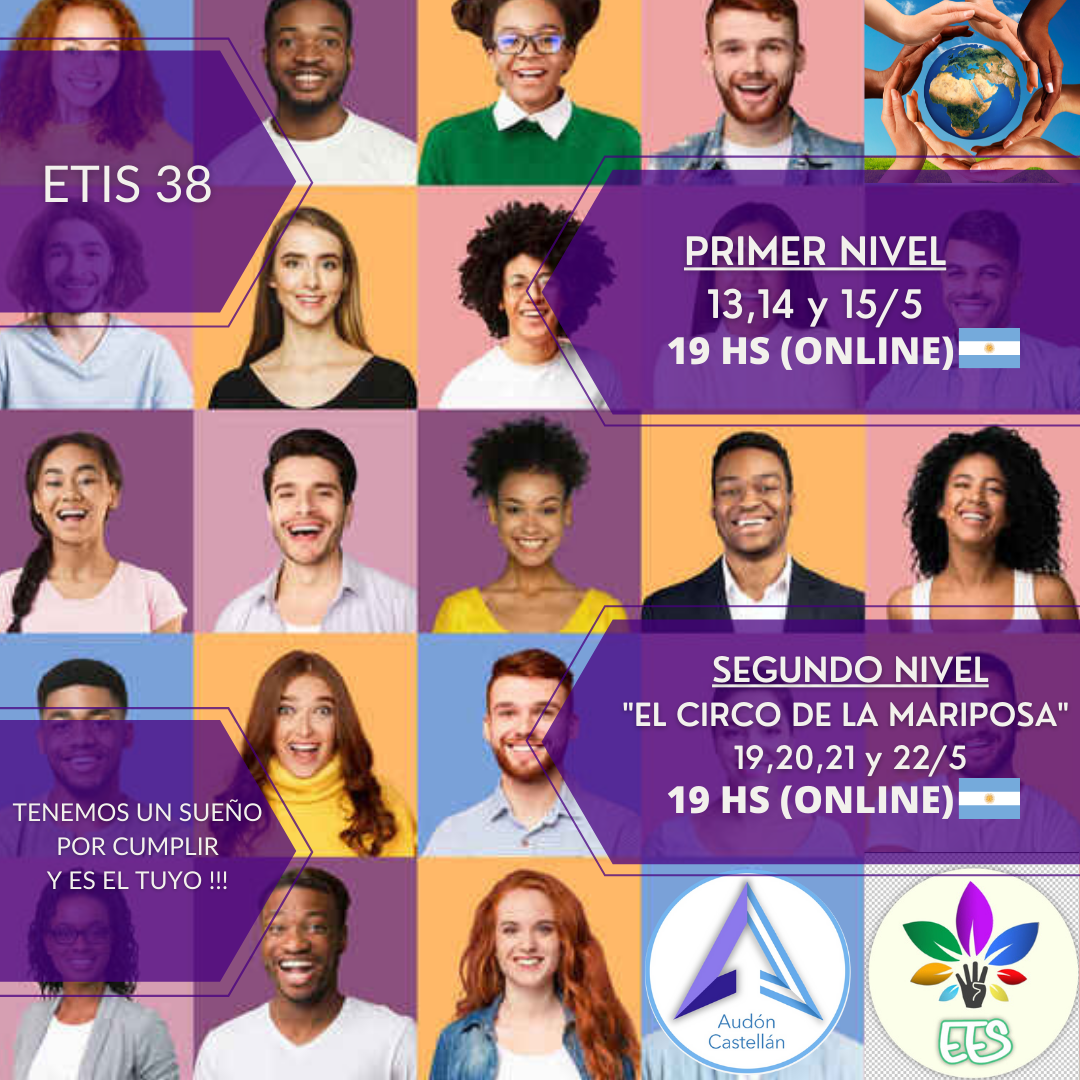 ETIS 38
PRIMER NIVEL
13,14 y 15/5
19 HS (ONLINE)
SEGUNDO NIVEL
"EL CIRCO DE LA MARIPOSA"
19,20,21 y 22/5
19 HS (ONLINE)
TENEMOS UN SUEÑO
POR CUMPLIR
Y ES EL TUYO !!!
Audón
Castellán
ETS